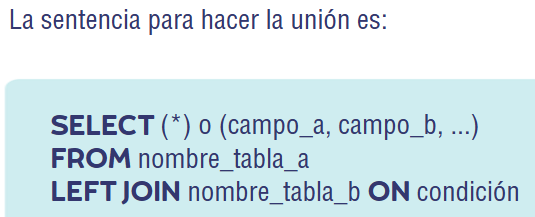 La sentencia para hacer la unión es:
SELECT (*) o (campo_a, campo_b, ...)
FROM nombre_tabla_a
LEFT JOIN nombre_tabla_b ON condición